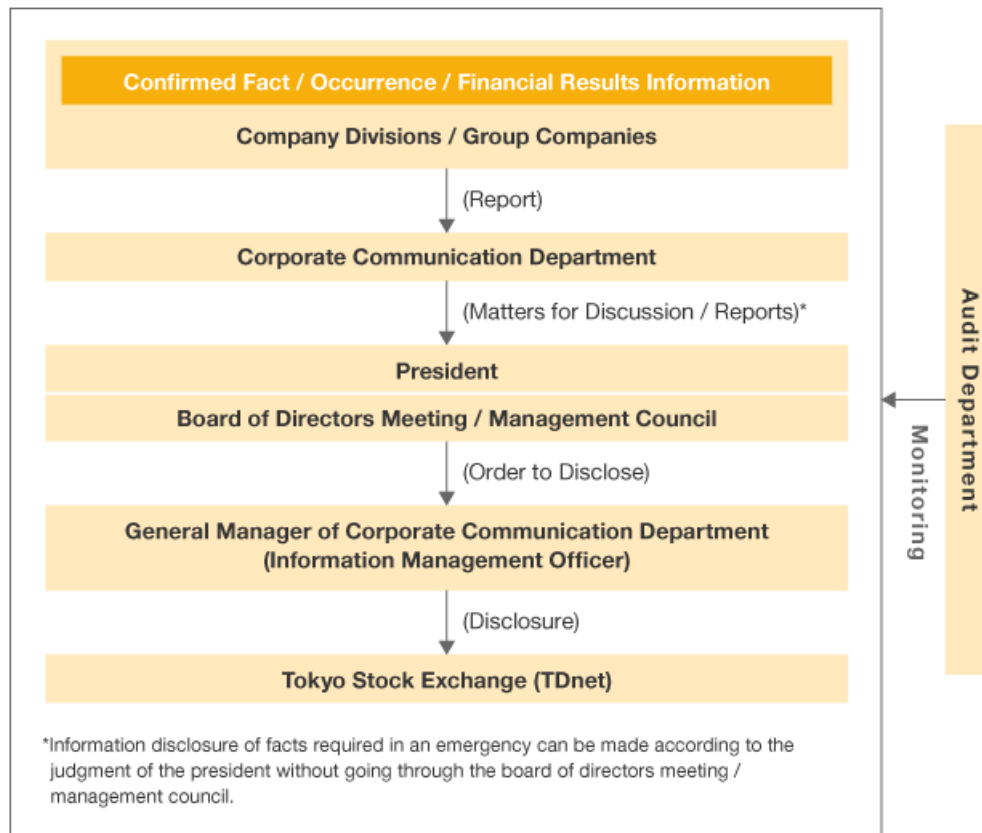 Confirmed Fact / Occurrence / Financial Results Information
Company Divisions / Group Companies
(Report)
Corporate Communication Department
(Matters for Discussion / Reports)*
President
Board of Directors Meeting / Management Council
(Order to Disclose)
General Manager of Corporate Communication Department
(Information Management Officer)
(Disclosure)
Tokyo Stock Exchange (TDnet)
*Information disclosure of facts required in an emergency can be made according to the
judgment of the president without going through the board of directors meeting /
management council.
Monitoring
Audit Department